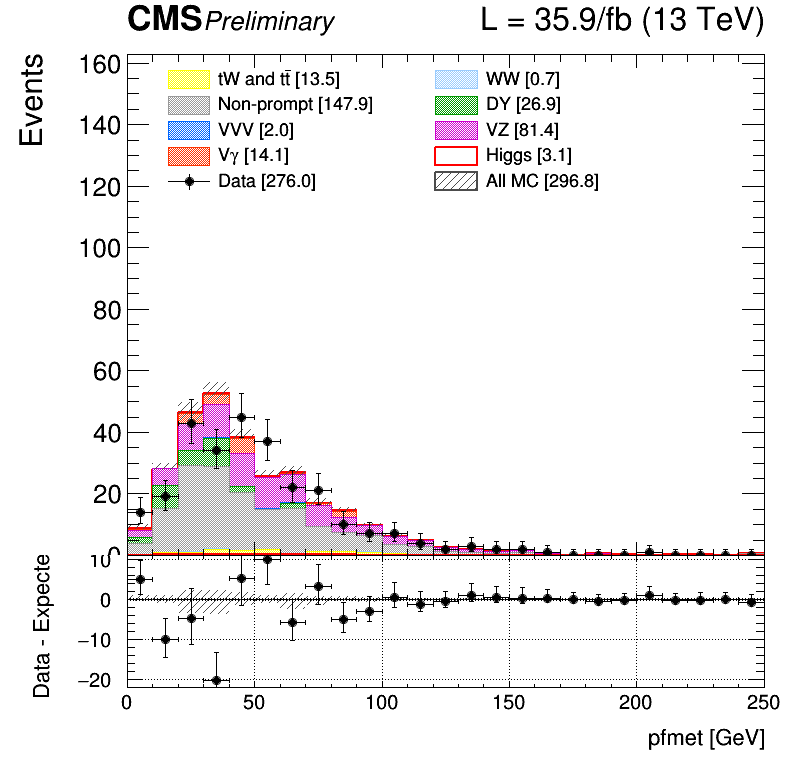 CMS Preliminary L = 35.9/fb (13 TeV)
Events
160
140
120
100
80
60
40
20
0
tW and tt̄ [13.5]
Non-prompt [147.9]
VVV [2.0]
Vγ [14.1]
Data [276.0]
WW [0.7]
DY [26.9]
VZ [81.4]
Higgs [3.1]
All MC [296.8]
Data - Expecte
10
0
−10
−20
0 50 100 150 200 250
pfmet [GeV]